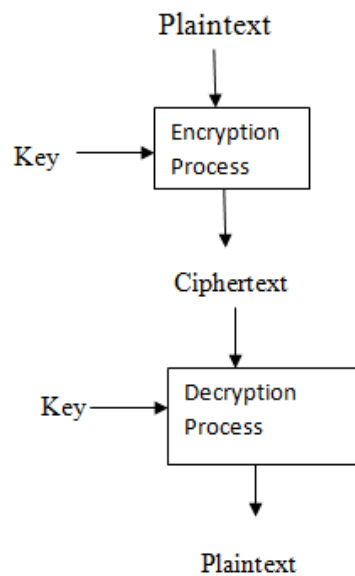 Plaintext
Key
Encryption
Process
Ciphertext
Key
Decryption
Process
Plaintext